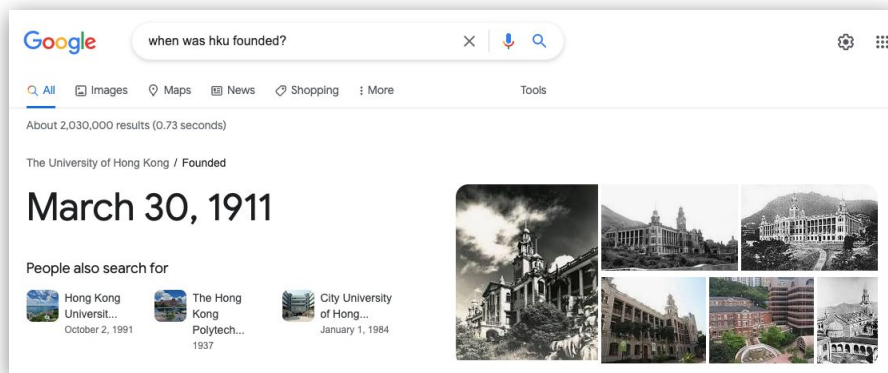 Google
when was hku founded?
All Images Maps News Shopping More Tools
About 2,030,000 results (0.73 seconds)
The University of Hong Kong / Founded
March 30, 1911
People also search for
Hong Kong
Universit...
October 2, 1991
The Hong
Kong
Polytech...
1937
City University
of Hong...
January 1, 1984